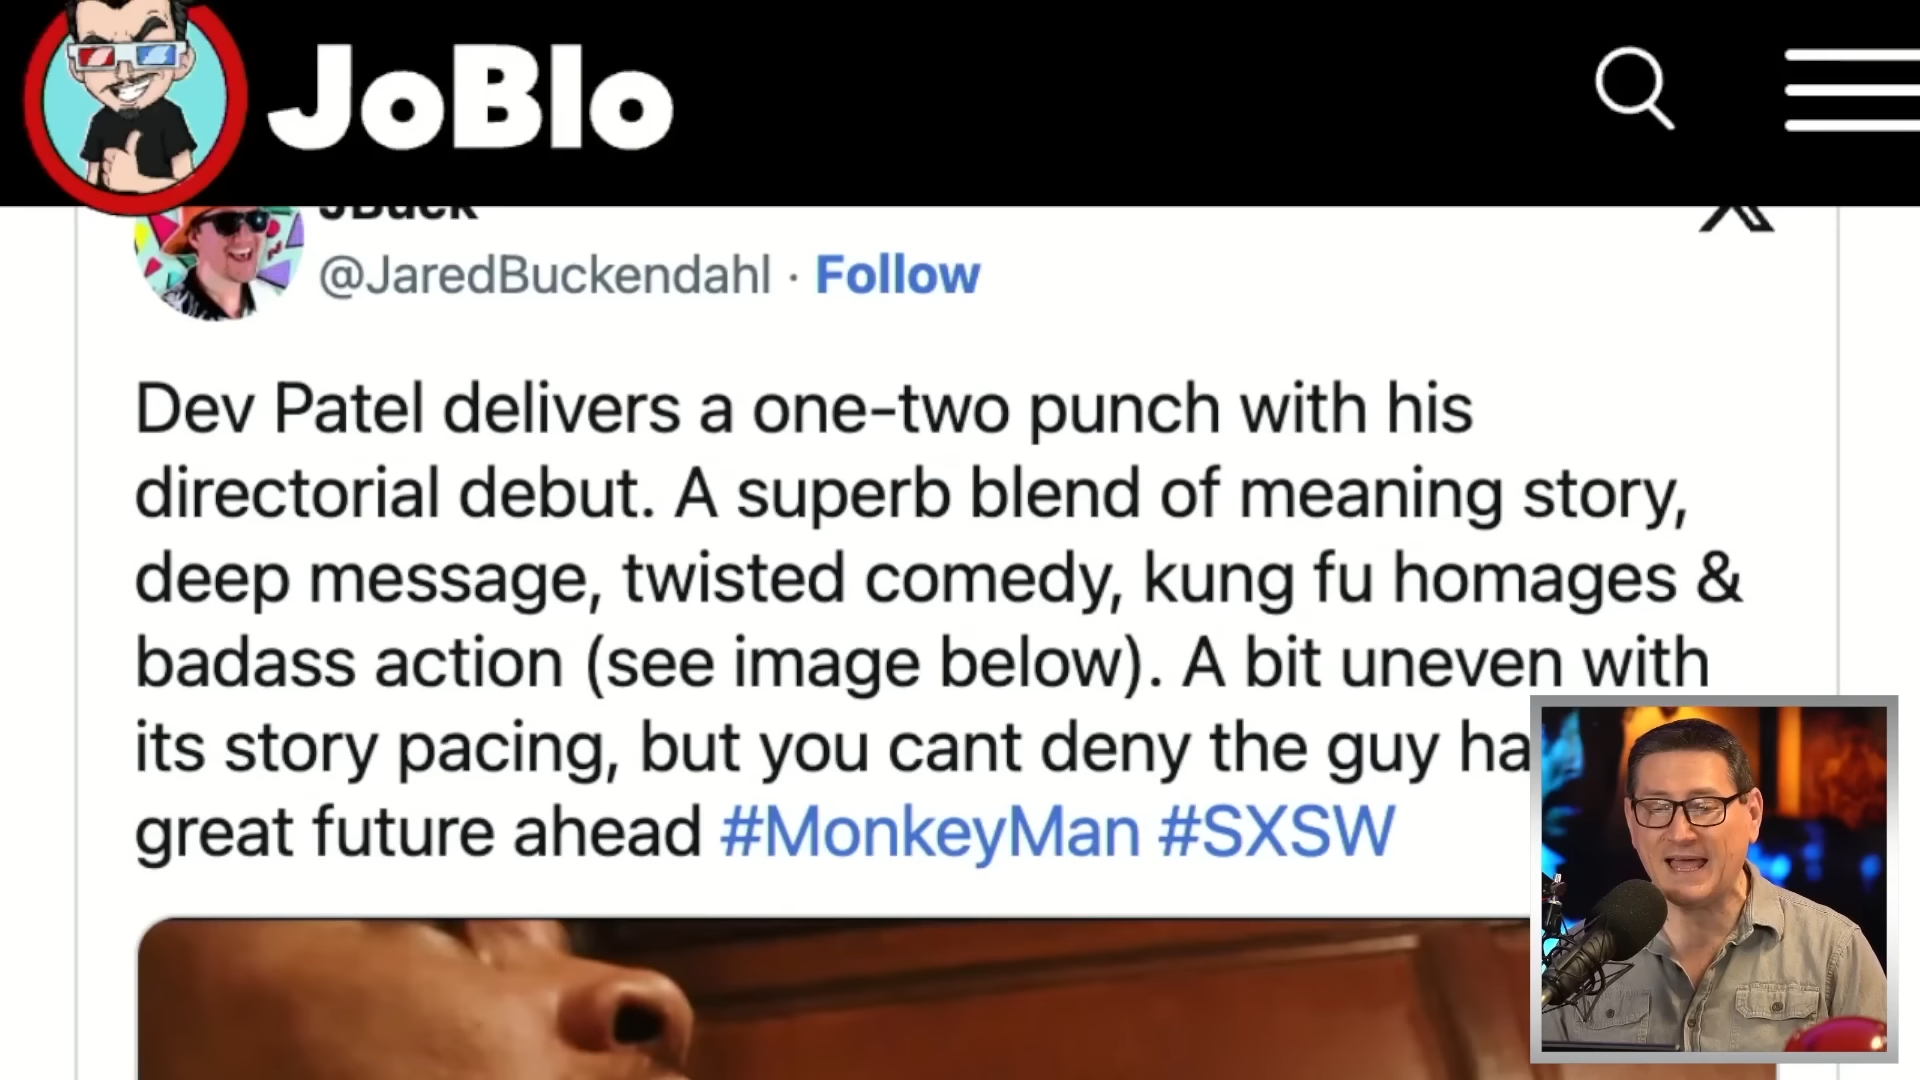 JoBlo
JBuck
@JaredBuckendahl · Follow
Dev Patel delivers a one-two punch with his
directorial debut. A superb blend of meaning story,
deep message, twisted comedy, kung fu homages &
badass action (see image below). A bit uneven with
its story pacing, but you cant deny the guy
great future ahead #MonkeyMan #SXSW